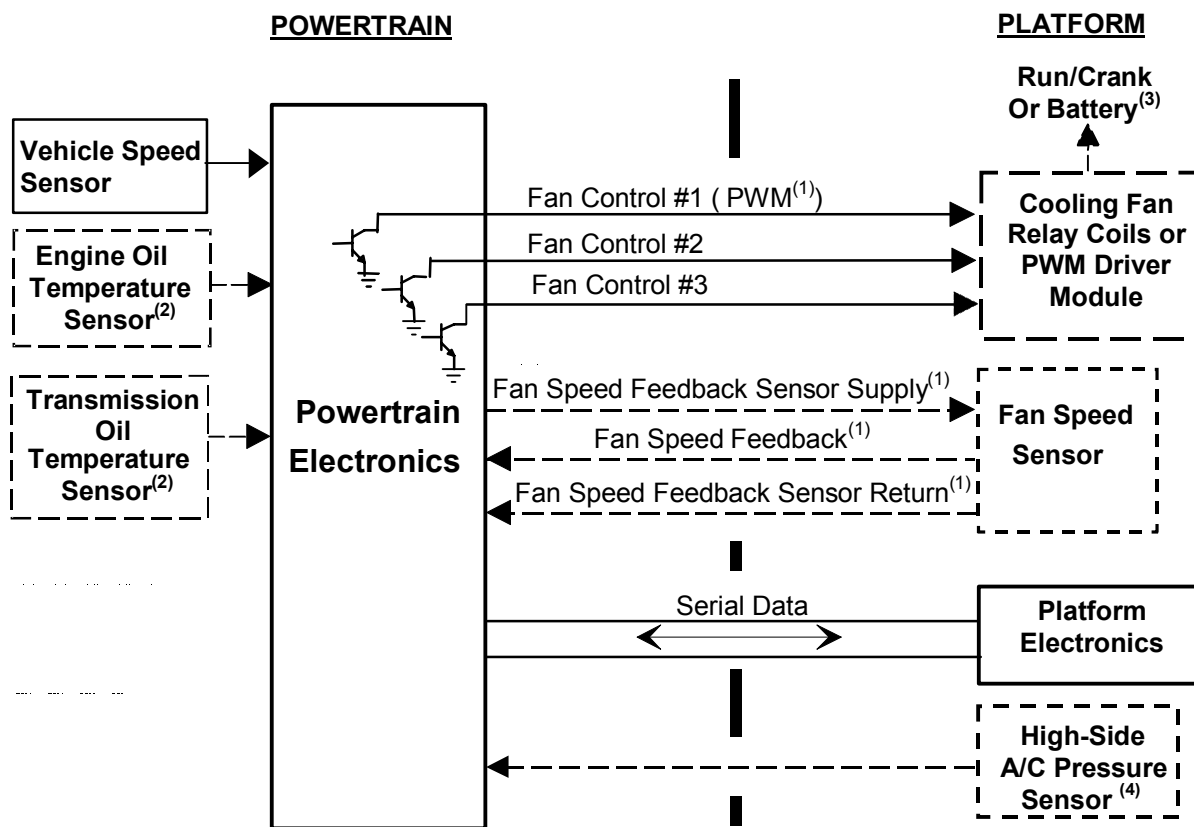 POWERTRAIN
PLATFORM
Run/Crank
Or Battery(3)
Vehicle Speed
Sensor
Engine Oil
Temperature
Sensor(2)
Transmission
Oil
Temperature
Sensor(2)
Powertrain
Electronics
Fan Control #1 ( PWM(1))
Fan Control #2
Fan Control #3
Cooling Fan
Relay Coils or
PWM Driver
Module
Fan Speed Feedback Sensor Supply(1)
Fan Speed Feedback(1)
Fan Speed Feedback Sensor Return(1)
Fan Speed
Sensor
Serial Data
Platform
Electronics
High-Side
A/C Pressure
Sensor (4)